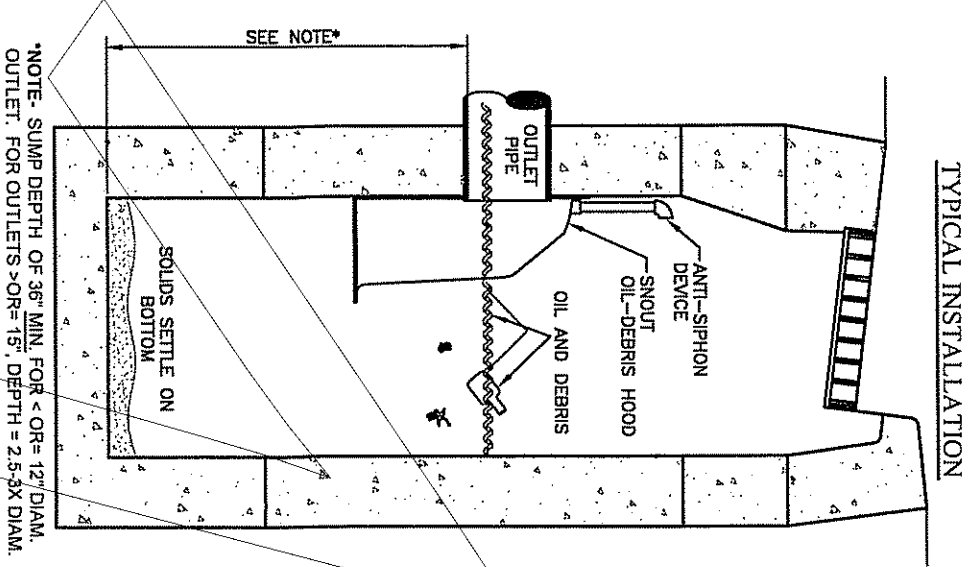 TYPICAL INSTALLATION
ANTI-SIPHON
DEVICE
SNOUT
OIL-DEBRIS HOOD
OIL AND DEBRIS
OUTLET
PIPE
SEE NOTE*
SOLIDS SETTLE ON
BOTTOM
*NOTE- SUMP DEPTH OF 36" MIN. FOR < OR= 12" DIAM.
OUTLET. FOR OUTLETS >OR= 15", DEPTH = 2.5-3X DIAM.